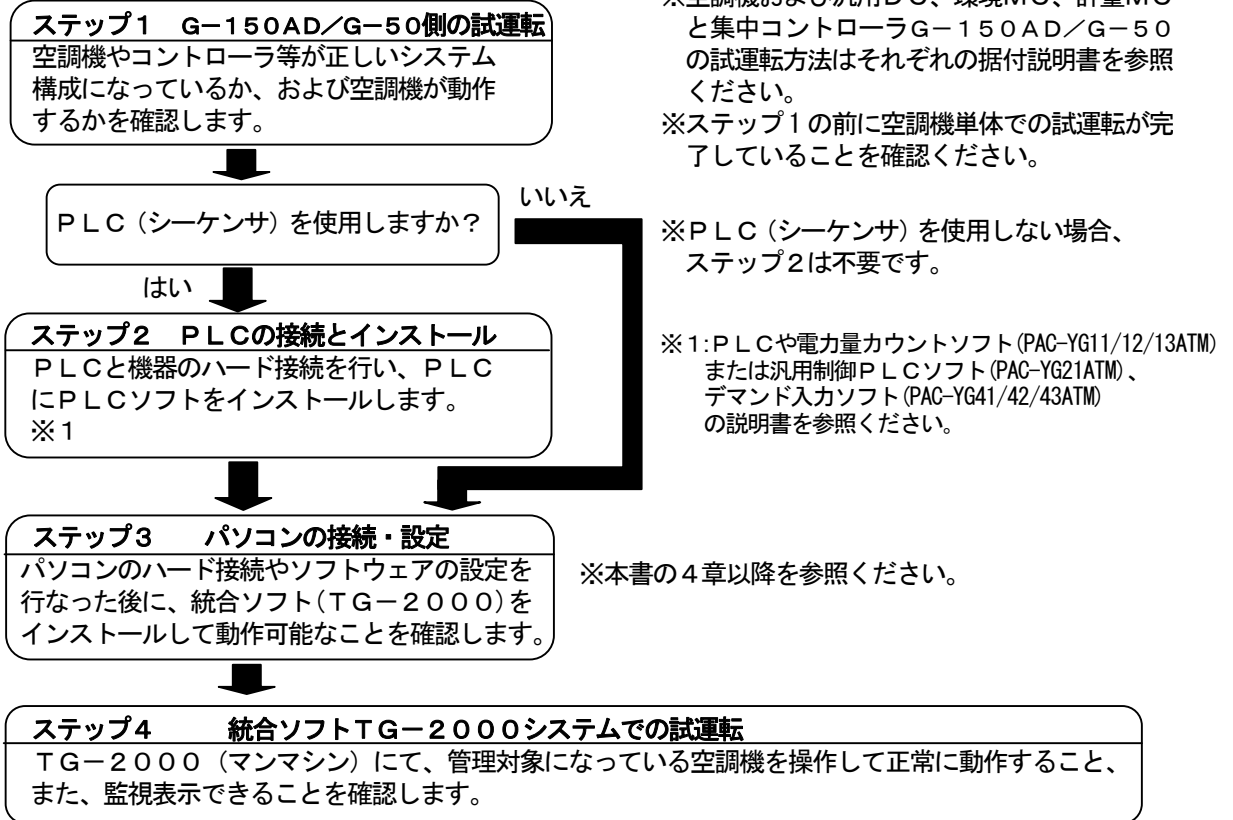 ステップ１　Ｇ－１５０ＡＤ／Ｇ－５０側の試運転
空調機やコントローラ等が正しいシステム
構成になっているか、および空調機が動作
するかを確認します。
と集中コントローラＧ－１５０ＡＤ／Ｇ－５０
の試運転方法はそれぞれの据付説明書を参照
ください。
※ステップ１の前に空調機単体での試運転が完
了していることを確認ください。
ＰＬＣ（シーケンサ）を使用しますか？
いいえ
はい
※ＰＬＣ（シーケンサ）を使用しない場合、
ステップ２は不要です。
ステップ２　ＰＬＣの接続とインストール
ＰＬＣと機器のハード接続を行い、ＰＬＣ
にＰＬＣソフトをインストールします。
※１
※１:ＰＬＣや電力量カウントソフト(PAC-YG11/12/13ATM)
または汎用制御ＰＬＣソフト(PAC-YG21ATM)、
デマンド入力ソフト(PAC-YG41/42/43ATM)
の説明書を参照ください。
ステップ３　　パソコンの接続・設定
パソコンのハード接続やソフトウェアの設定を
行なった後に、統合ソフト(ＴＧ－２０００)を
インストールして動作可能なことを確認します。
※本書の４章以降を参照ください。
ステップ４　　　統合ソフトＴＧ－２０００システムでの試運転
ＴＧ－２０００（マンマシン）にて、管理対象になっている空調機を操作して正常に動作すること、
また、監視表示できることを確認します。